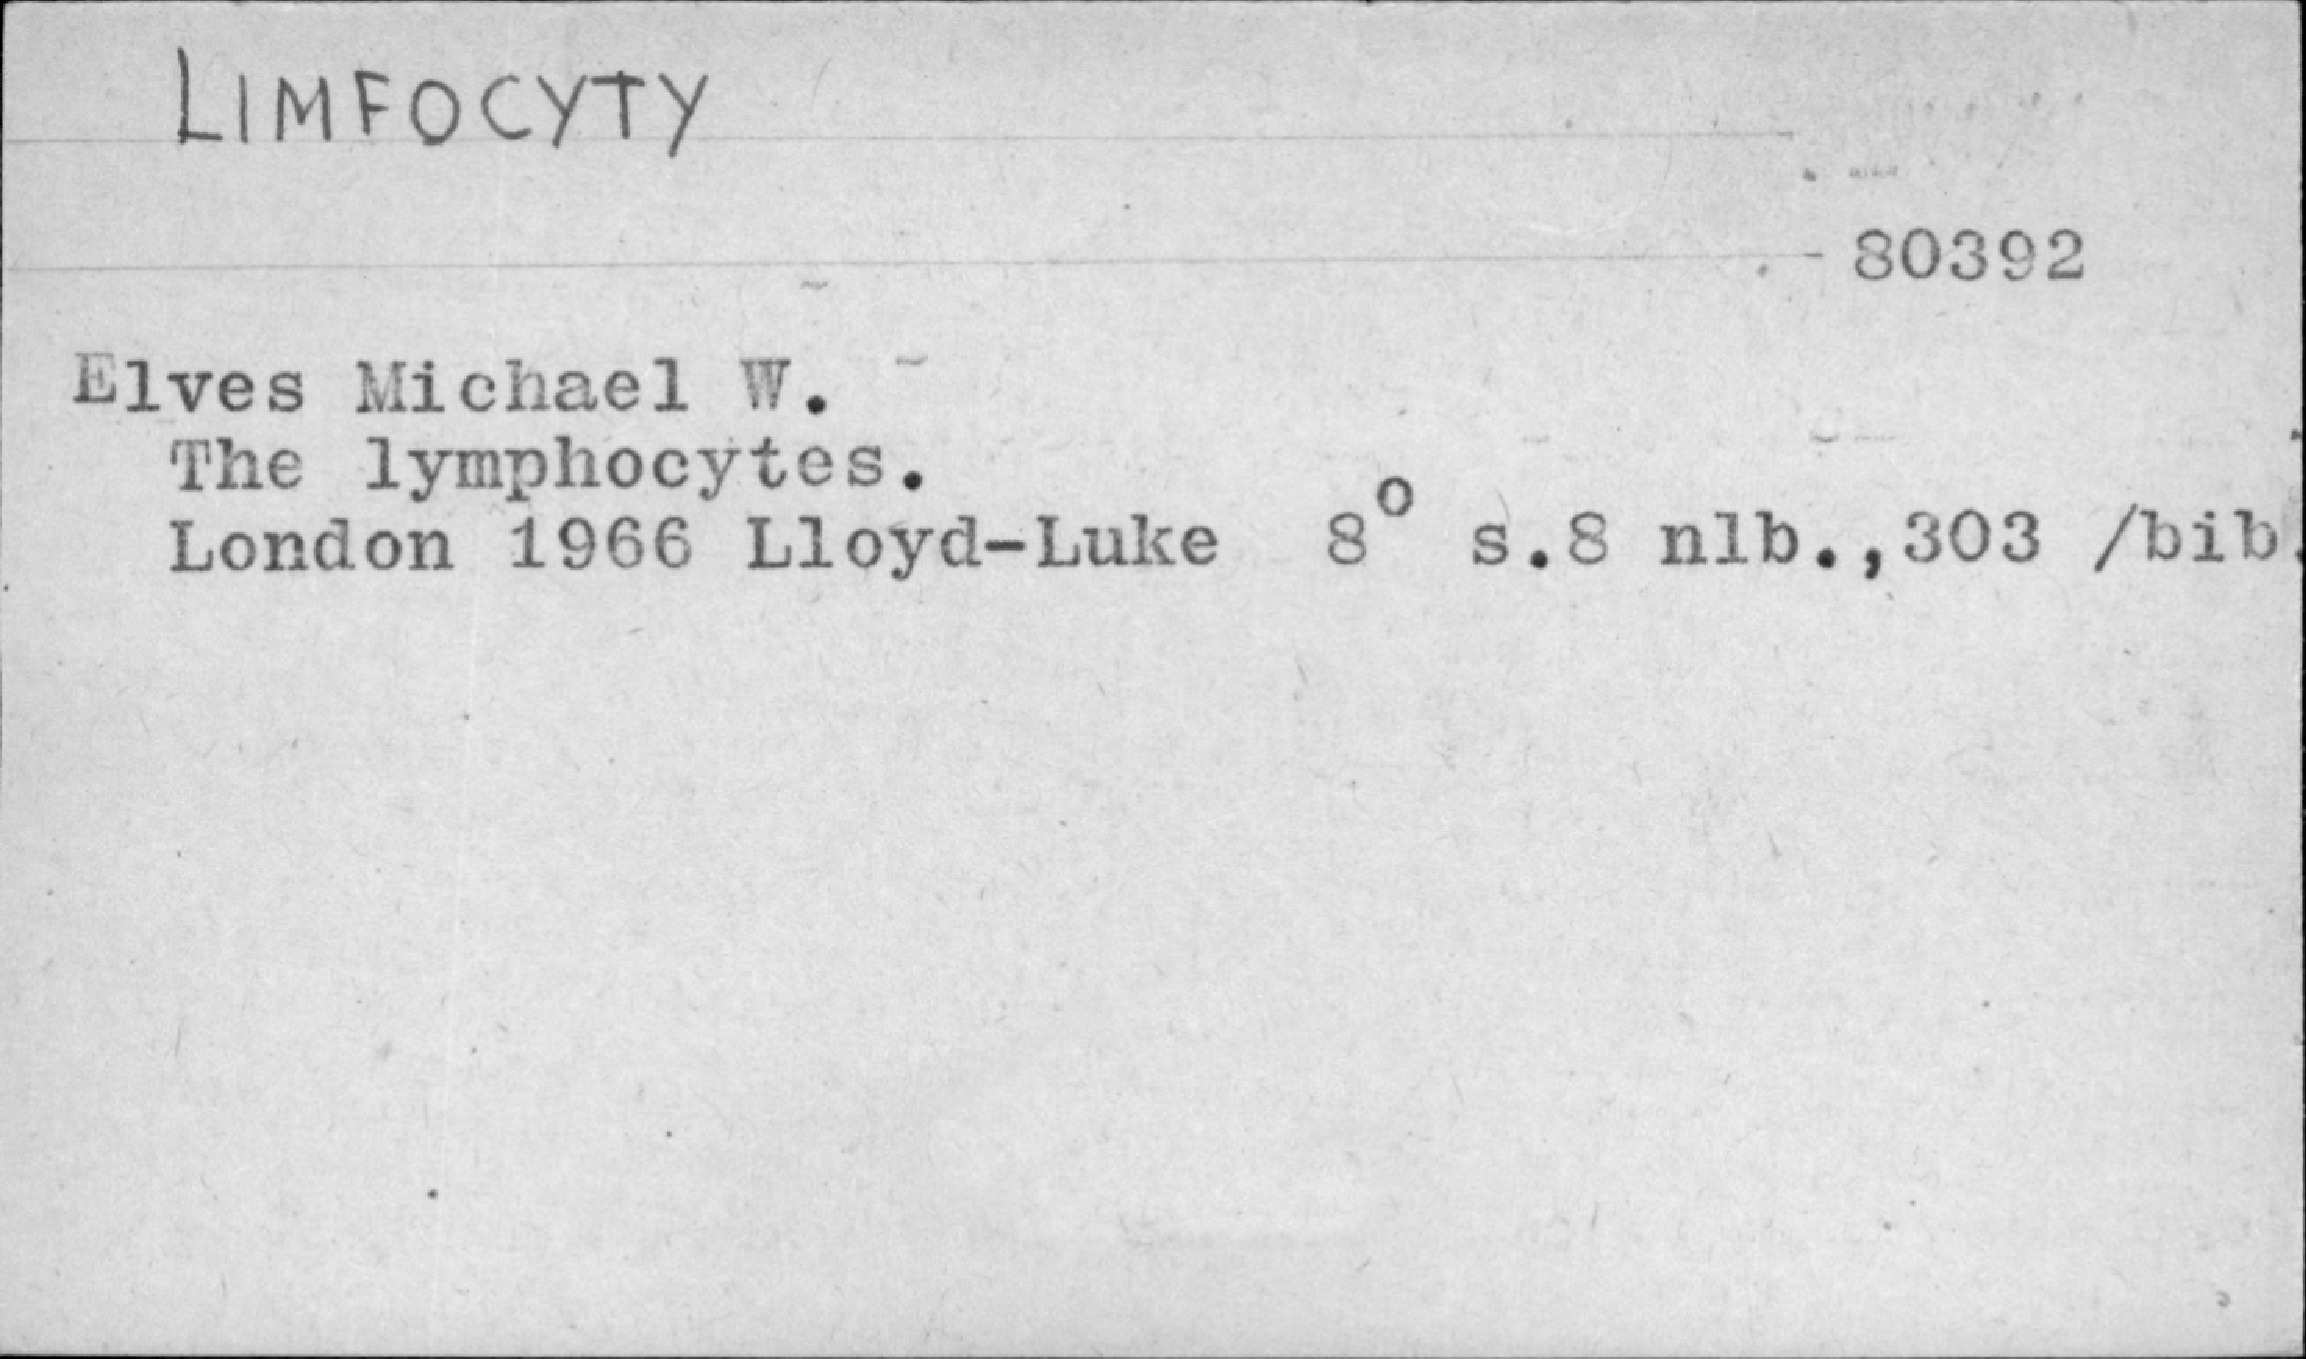 LIMFOCYTY
80392
Elves Michael W.
The lymphocytes.
London 1966 Lloyd-Luke 8° s.8 nlb.,303 /bib.